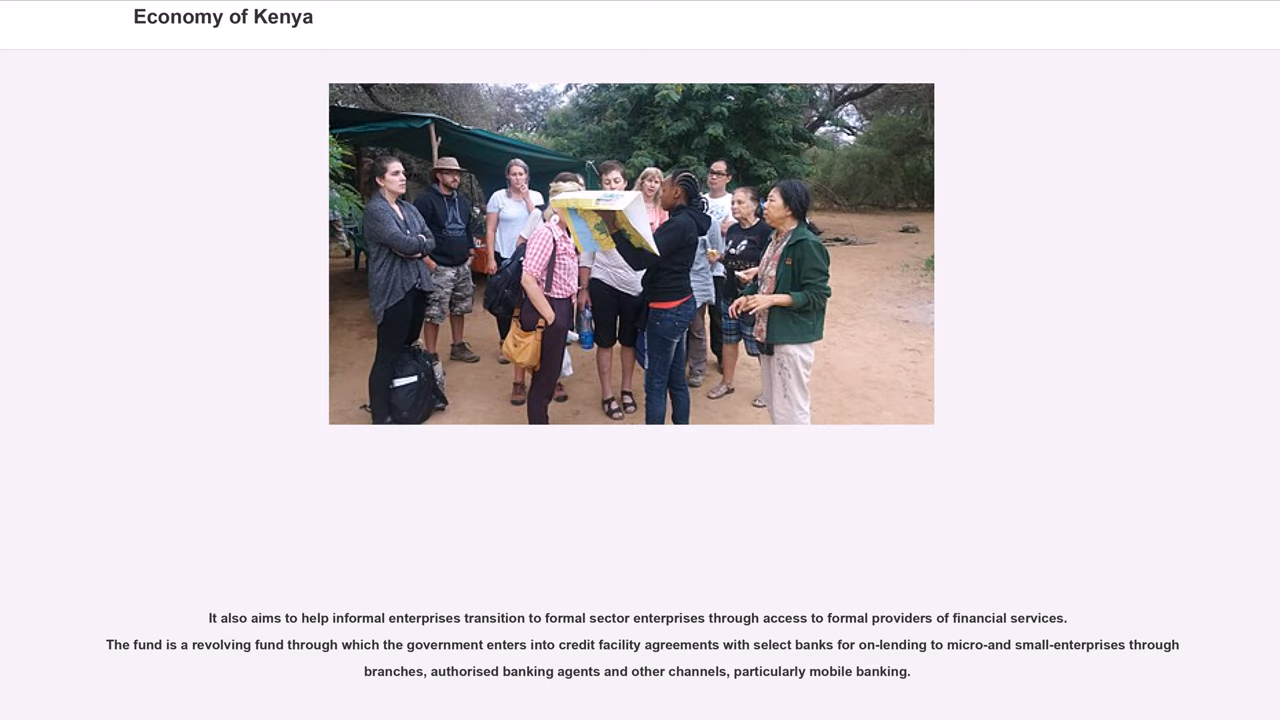 Economy of Kenya
It also aims to help informal enterprises transition to formal sector enterprises through access to formal providers of financial services.
The fund is a revolving fund through which the government enters into credit facility agreements with select banks for on-lending to micro-and small-enterprises through
branches, authorised banking agents and other channels, particularly mobile banking.